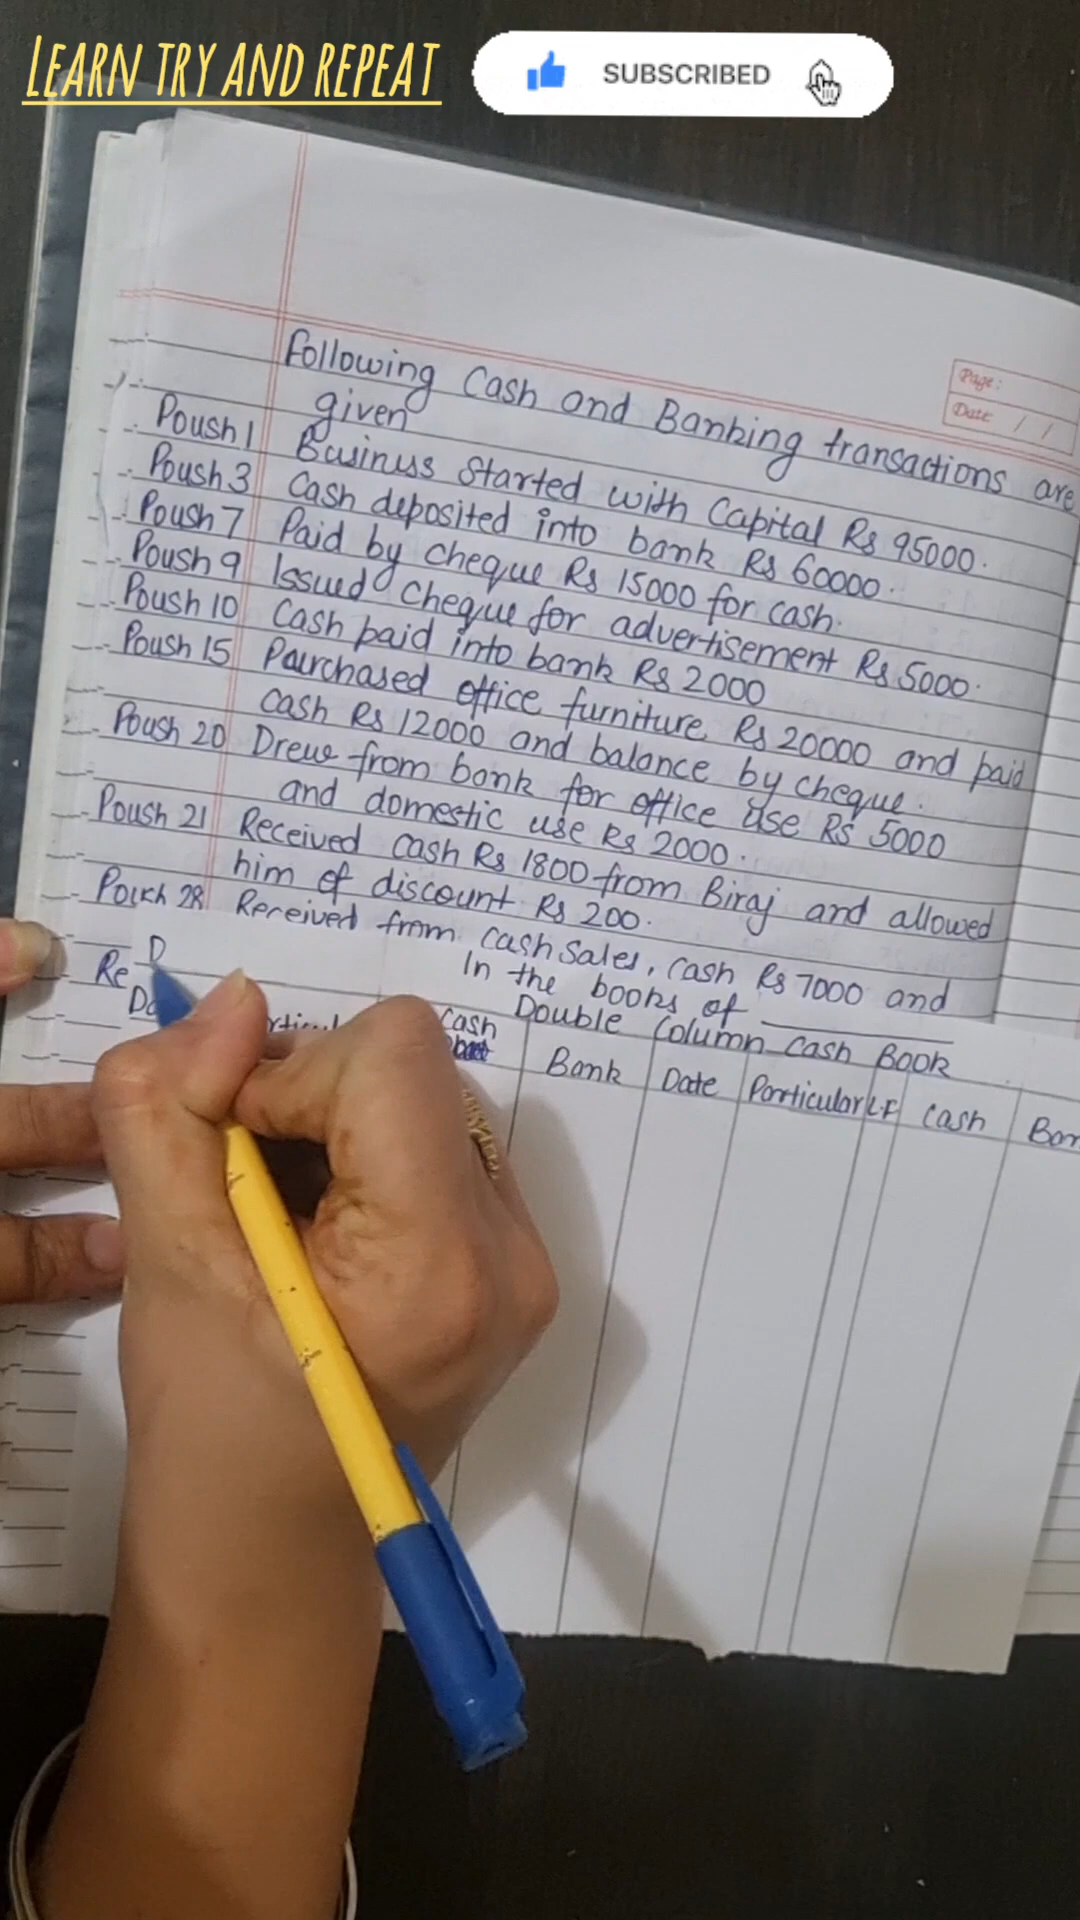 LEARN TRY AND REPEAT
SUBSCRIBED
Page:
Date / /
Following Cash and Banking transactions are
given
Poush 1 Business Started with Capital Rs 95000.
Poush 3 Cash deposited into bank Rs 60000.
Poush 7 Paid by cheque Rs 15000 for cash.
Poush 9 Issued cheque for advertisement Rs 5000.
Poush 10 Cash paid into bank Rs 2000
Poush 15 Purchased office furniture Rs 20000 and paid
cash Rs 12000 and balance by cheque.
Poush 20 Drew from bank for office use Rs 5000
and domestic use Rs 2000.
Poush 21 Received cash Rs 1800 from Biraj and allowed
him of discount Rs 200.
Poush 28 Received from cash sales, cash Rs 7000 and
Re
In the books of
Double Column Cash Book
D
Cash Bank Date Particular L.F Cash